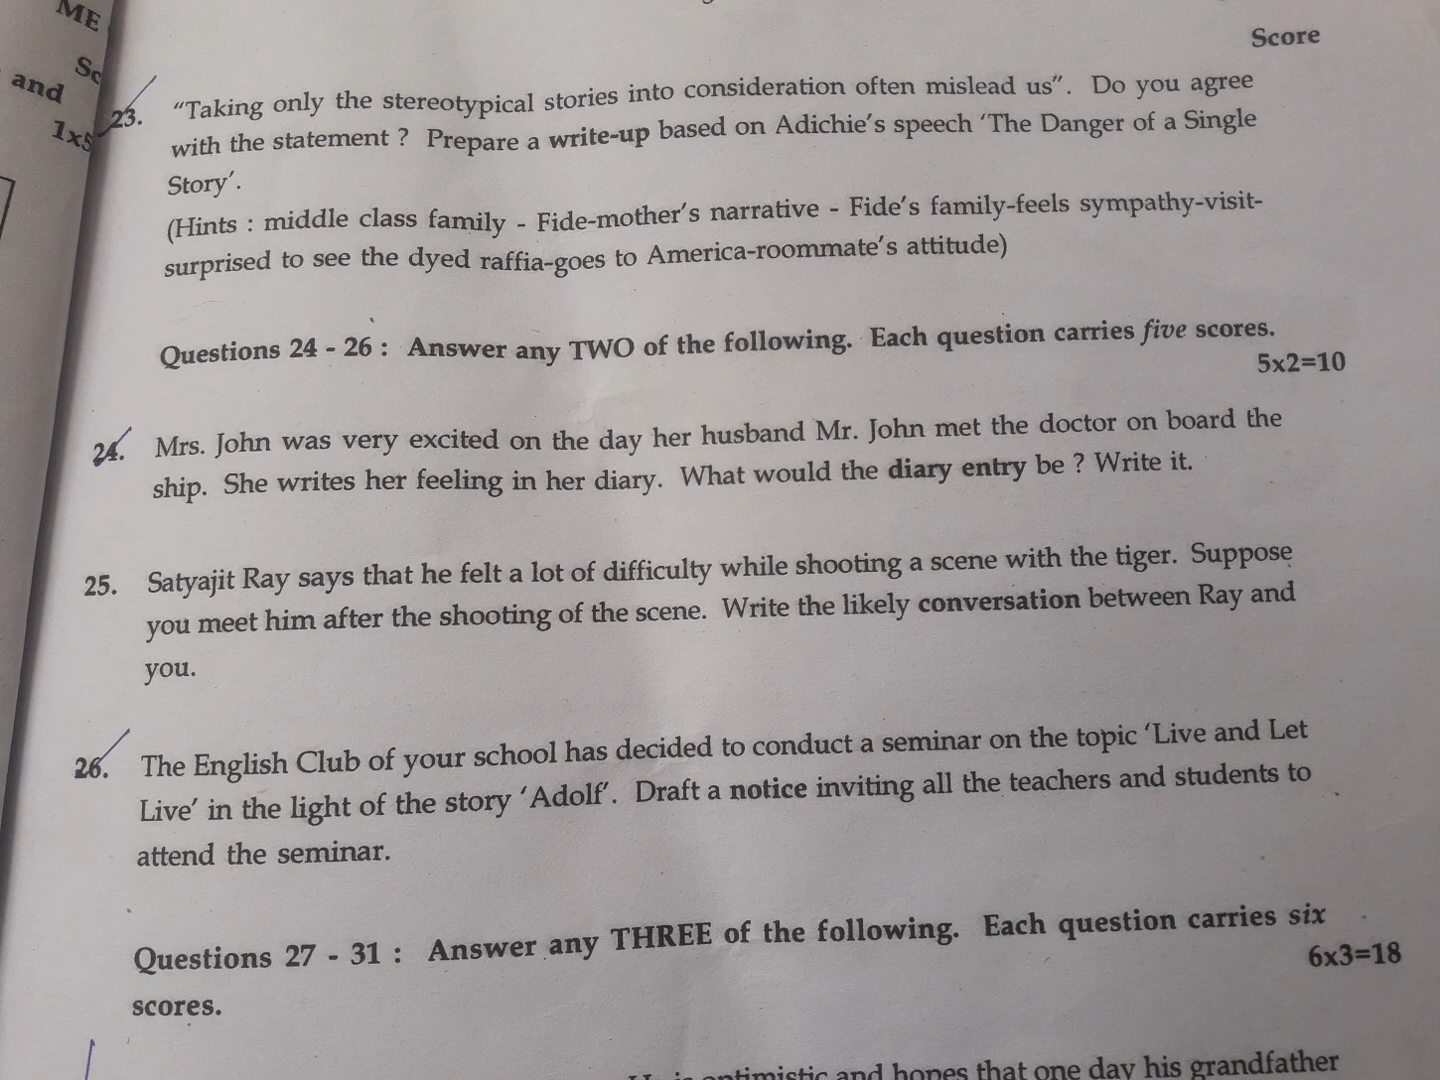 ME
Sc
and
1x5
Score
23. “Taking only the stereotypical stories into consideration often mislead us”. Do you agree
with the statement ? Prepare a write-up based on Adichie’s speech ‘The Danger of a Single
Story’.
(Hints : middle class family - Fide-mother’s narrative - Fide’s family-feels sympathy-visit-
surprised to see the dyed raffia-goes to America-roommate’s attitude)
Questions 24 - 26 : Answer any TWO of the following. Each question carries five scores.
5x2=10
24. Mrs. John was very excited on the day her husband Mr. John met the doctor on board the
ship. She writes her feeling in her diary. What would the diary entry be ? Write it.
25. Satyajit Ray says that he felt a lot of difficulty while shooting a scene with the tiger. Suppose
you meet him after the shooting of the scene. Write the likely conversation between Ray and
you.
26. The English Club of your school has decided to conduct a seminar on the topic ‘Live and Let
Live’ in the light of the story ‘Adolf’. Draft a notice inviting all the teachers and students to
attend the seminar.
Questions 27 - 31 : Answer any THREE of the following. Each question carries six
6x3=18
scores.
is optimistic and hopes that one day his grandfather